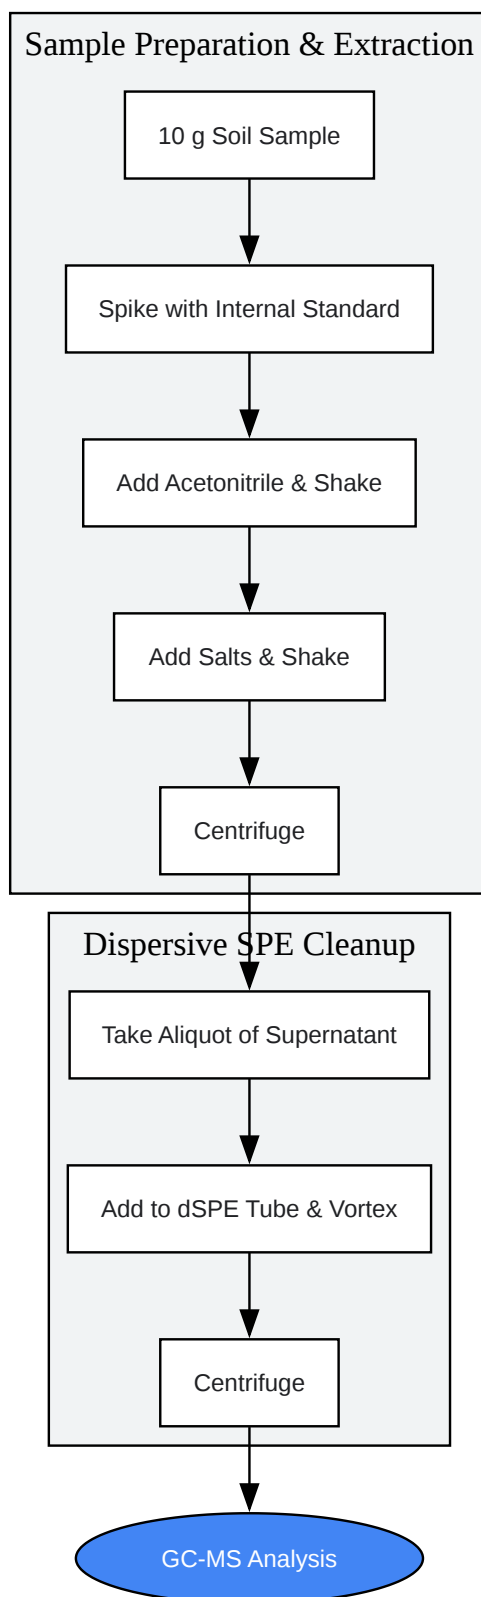 Sample Preparation & Extraction
10 g Soil Sample
Spike with Internal Standard
Add Acetonitrile & Shake
Add Salts & Shake
Centrifuge
Dispersive SPE Cleanup
Take Aliquot of Supernatant
Add to dSPE Tube & Vortex
Centrifuge
GC-MS Analysis